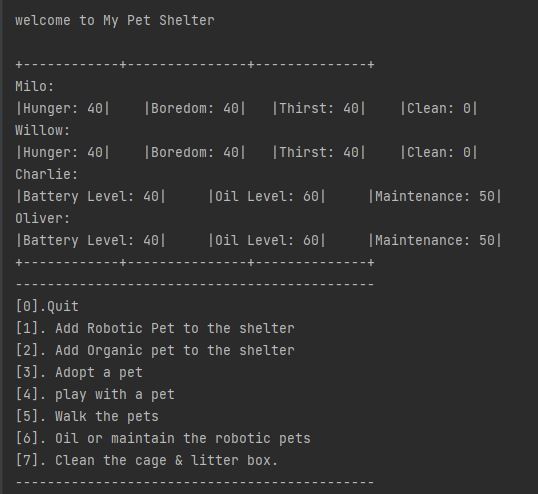 welcome to My Pet Shelter
+------------+---------------+--------------+
Milo:
|Hunger: 40|    |Boredom: 40|   |Thirst: 40|    |Clean: 0|
Willow:
|Hunger: 40|    |Boredom: 40|   |Thirst: 40|    |Clean: 0|
Charlie:
|Battery Level: 40|     |Oil Level: 60|     |Maintenance: 50|
Oliver:
|Battery Level: 40|     |Oil Level: 60|     |Maintenance: 50|
+------------+---------------+--------------+
---------------------------------------------
[0].Quit
[1]. Add Robotic Pet to the shelter
[2]. Add Organic pet to the shelter
[3]. Adopt a pet
[4]. play with a pet
[5]. Walk the pets
[6]. Oil or maintain the robotic pets
[7]. Clean the cage & litter box.
---------------------------------------------